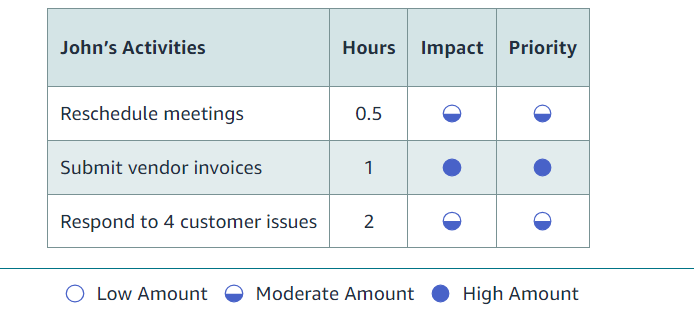 John’s Activities Hours Impact Priority
Reschedule meetings 0.5
Submit vendor invoices 1
Respond to 4 customer issues 2
Low Amount Moderate Amount High Amount